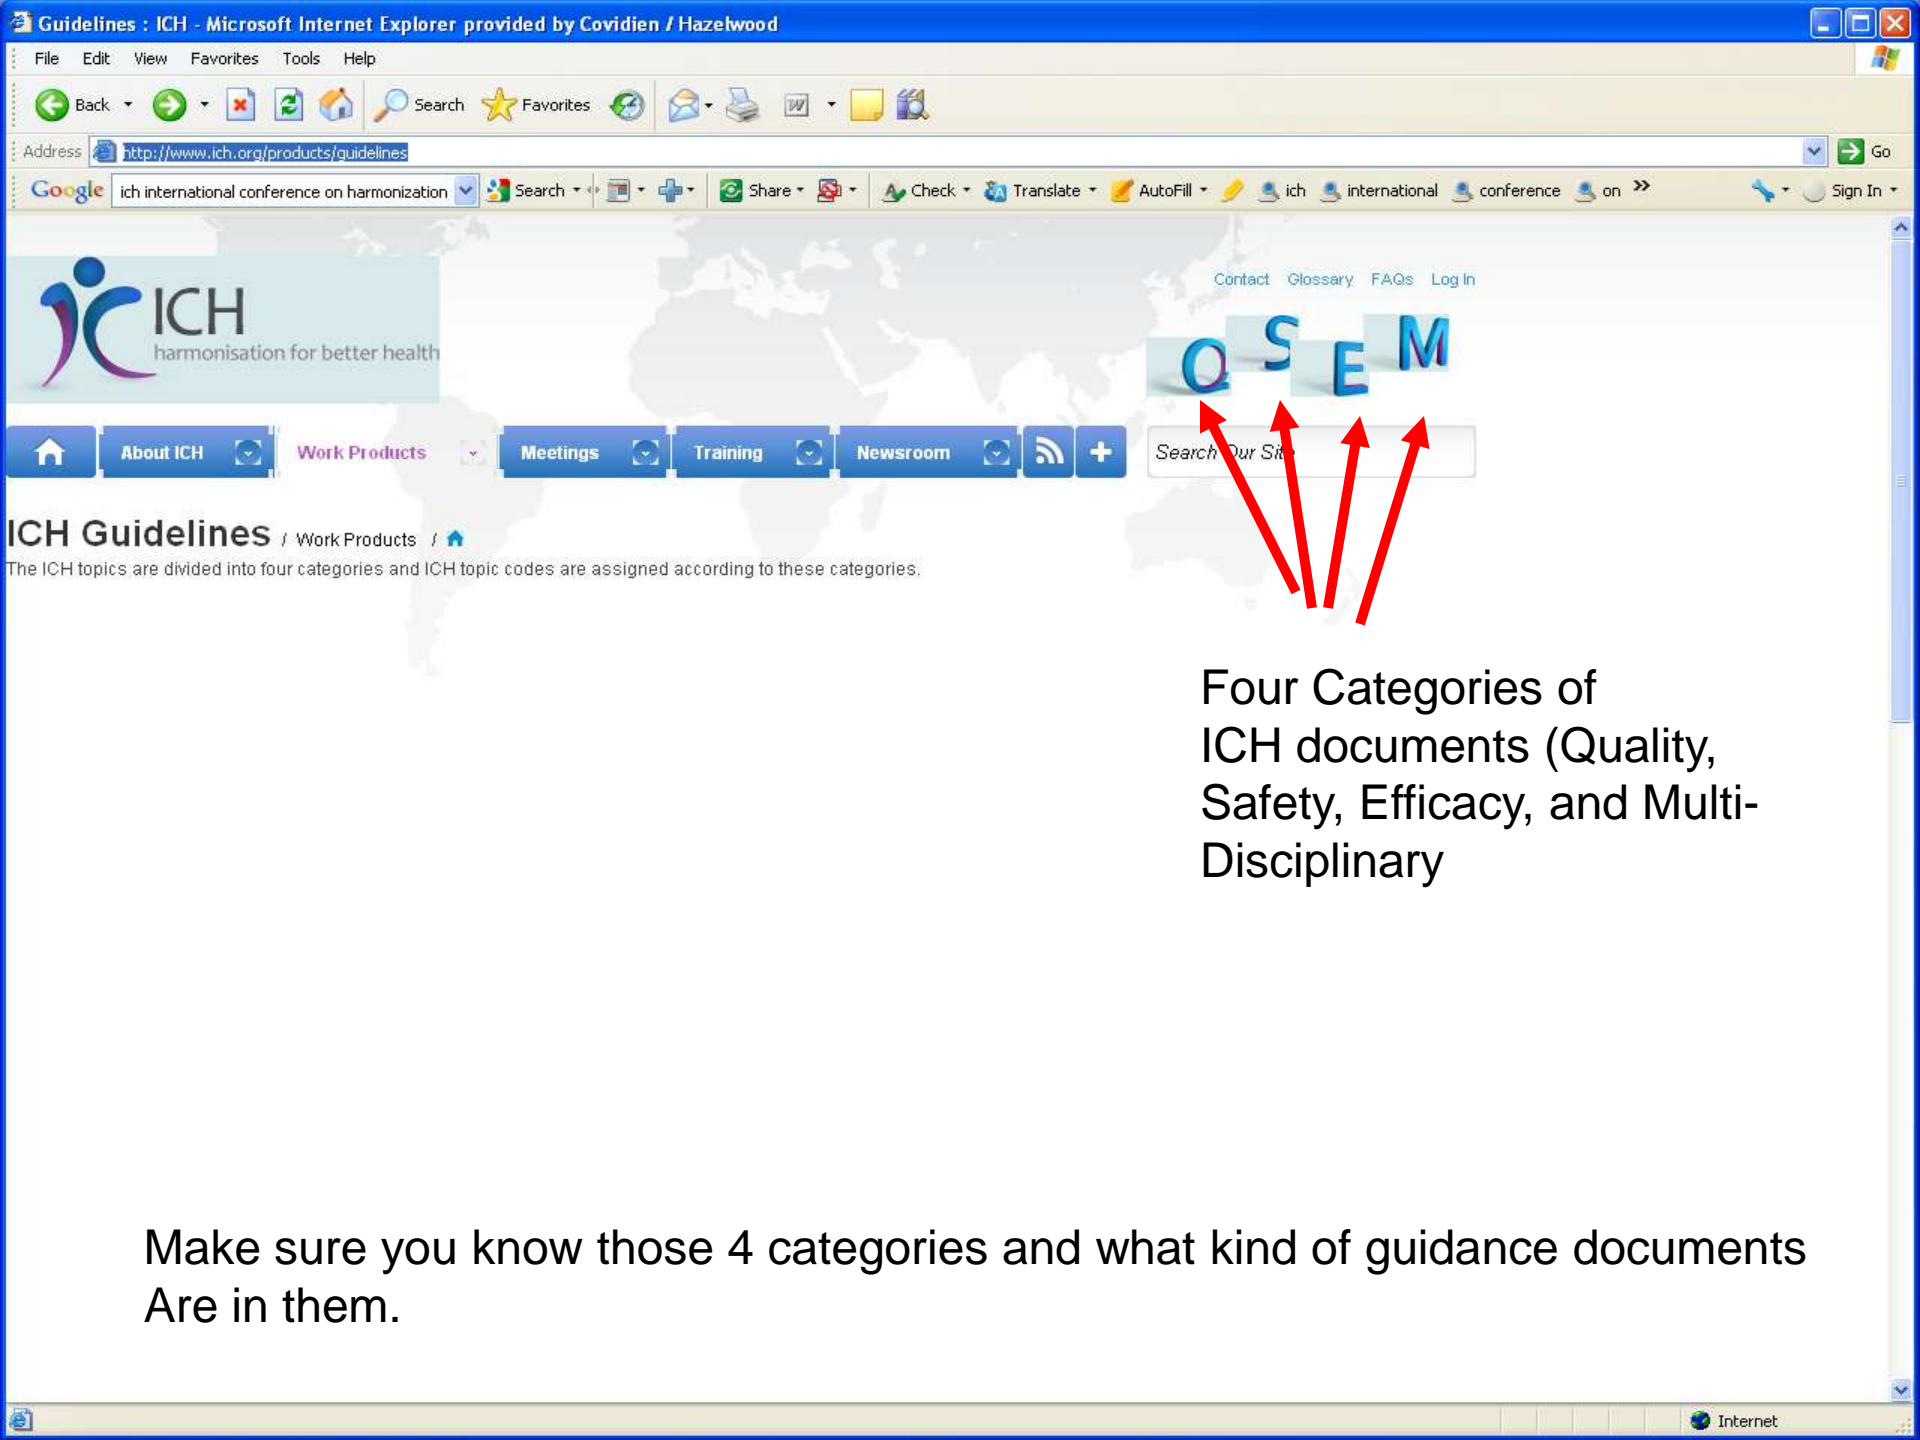 Guidelines : ICH - Microsoft Internet Explorer provided by Covidien / Hazelwood
File Edit View Favorites Tools Help
Back Search Favorites
Address http://www.ich.org/products/guidelines Go
Google ich international conference on harmonization Search Share Check Translate AutoFill ich international conference on >> Sign In
Contact Glossary FAQs Log In
ICH
harmonisation for better health
Q S E M
About ICH Work Products Meetings Training Newsroom Search Our Site
ICH Guidelines / Work Products /
The ICH topics are divided into four categories and ICH topic codes are assigned according to these categories.
Four Categories of
ICH documents (Quality,
Safety, Efficacy, and Multi-
Disciplinary
Make sure you know those 4 categories and what kind of guidance documents
Are in them.
Internet